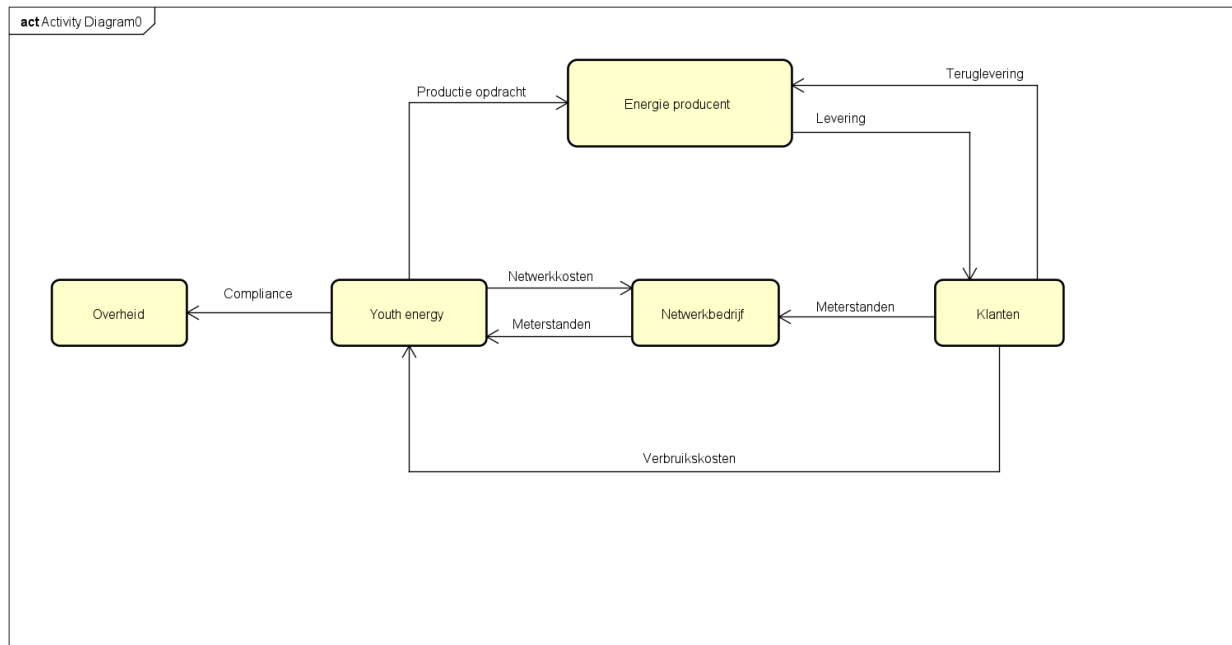 act Activity Diagram0
Teruglevering
Productie opdracht
Energie producent
Levering
Netwerkkosten
Compliance
Overheid
Youth energy
Meterstanden
Netwerkbedrijf
Meterstanden
Klanten
Verbruikskosten